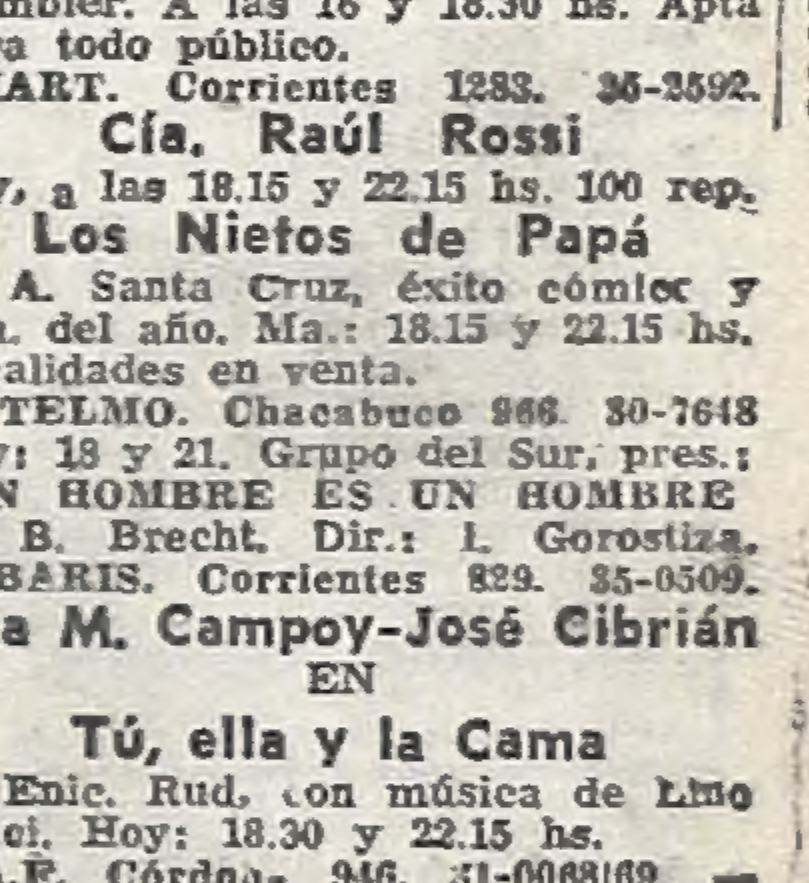 A las 16 y 18.30 hs. Apta
a todo público.
ART. Corrientes 1283.
Cía. Raúl Rossi
, a las 18.15 y 22.15 hs. 100 rep.
Los Nietos de Papá
A. Santa Cruz, éxito cómico y
. del año. Ma.: 18.15 y 22.15 hs.
alidades en venta.
TELMO. Chacabuco 30-7648
: 18 y 21. Grupo del Sur, pres.:
N HOMBRE ES UN HOMBRE
B. Brecht. Dir.: I. Gorostiza.
BARIS. Corrientes 829. 35-0509.
a M. Campoy-José Cibrián
EN
Tú, ella y la Cama
Enic. Rud, con música de Lino
ci. Hoy: 18.30 y 22.15 hs.
946.